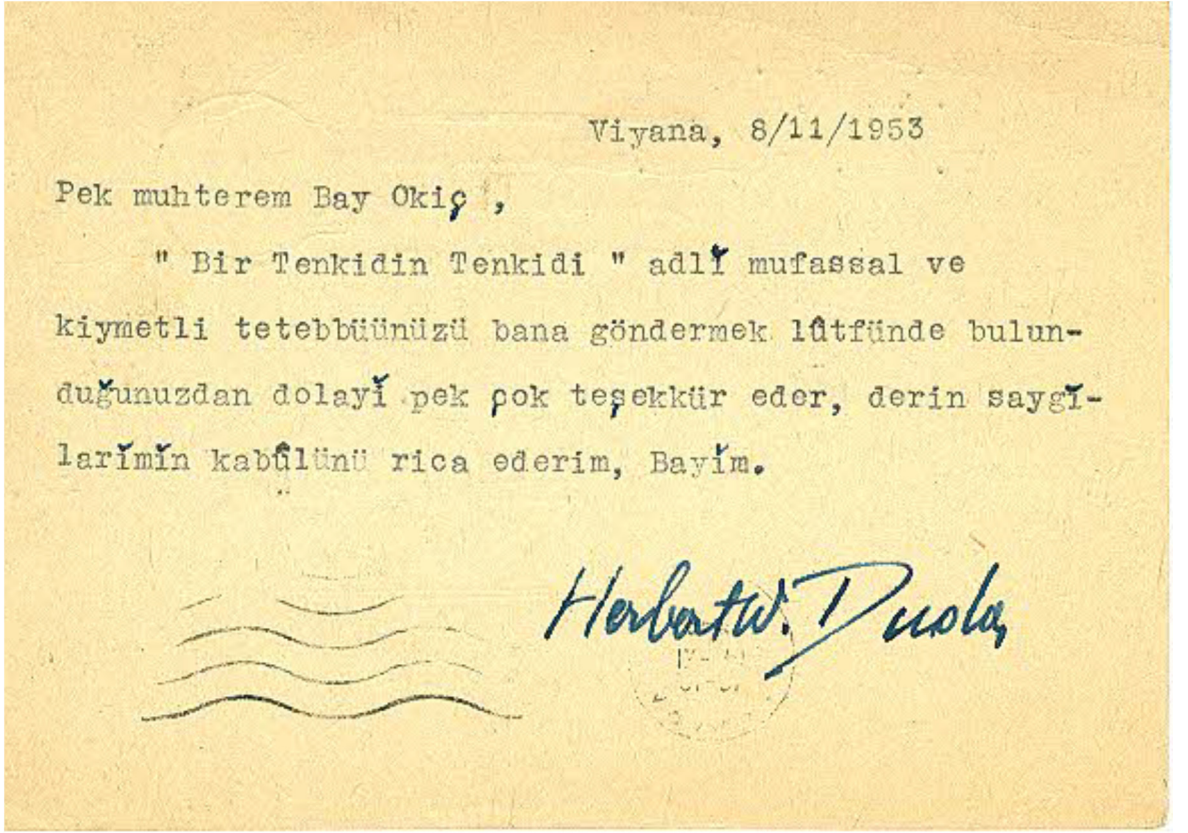 Viyana, 8/11/1953
Pek muhterem Bay Okiç ,
" Bir Tenkidin Tenkidi " adlı mufassal ve
kiymetli tetebbüünüzü bana göndermek lûtfünde bulun-
duğunuzdan dolayı pek çok teşekkür eder, derin saygı-
larımın kabûlünü rica ederim, Bayım.
Herbert W. Duda